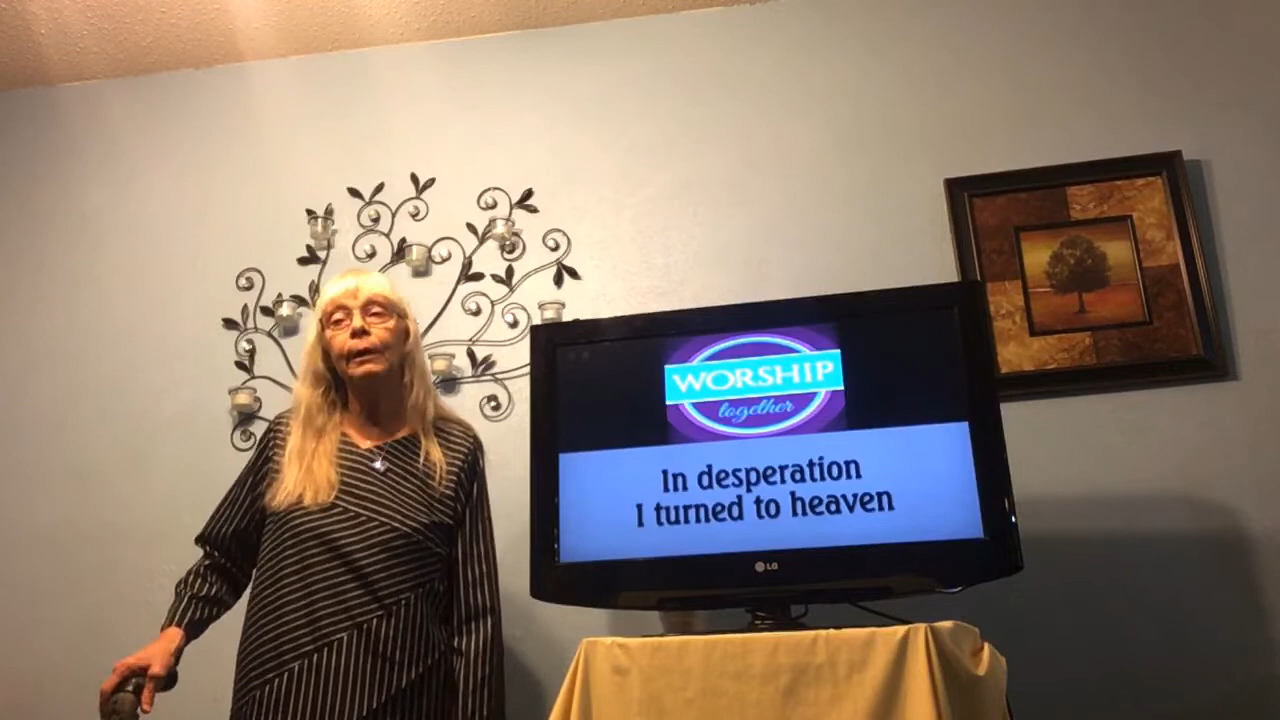 WORSHIP
together
In desperation
I turned to heaven
LG